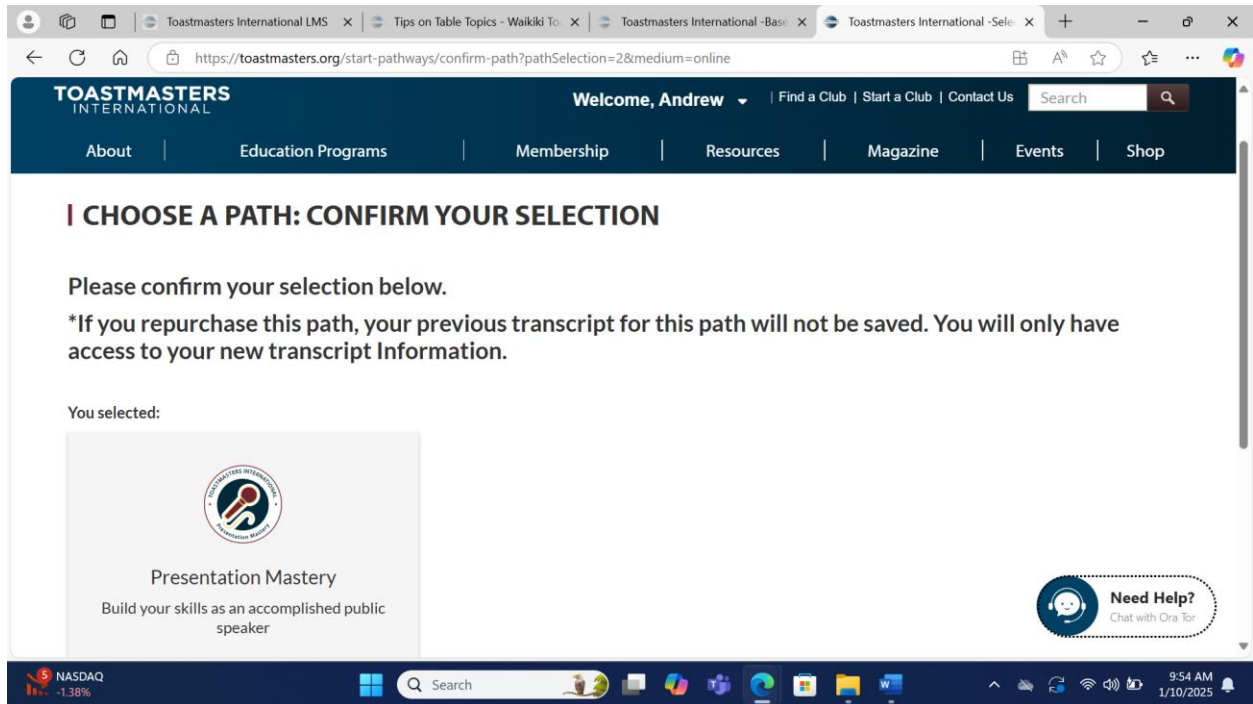 Toastmasters International LMS
Tips on Table Topics - Waikiki To
Toastmasters International -Base
Toastmasters International -Sele
https://toastmasters.org/start-pathways/confirm-path?pathSelection=2&medium=online
TOASTMASTERS
INTERNATIONAL
Welcome, Andrew
| Find a Club | Start a Club | Contact Us
Search
About | Education Programs | Membership | Resources | Magazine | Events | Shop
CHOOSE A PATH: CONFIRM YOUR SELECTION
Please confirm your selection below.
*If you repurchase this path, your previous transcript for this path will not be saved. You will only have
access to your new transcript Information.
You selected:
TOASTMASTERS INTERNATIONAL
Presentation Mastery
Presentation Mastery
Build your skills as an accomplished public
speaker
Need Help?
Chat with Ora Tor
5
NASDAQ
-1.38%
Search
9:54 AM
1/10/2025